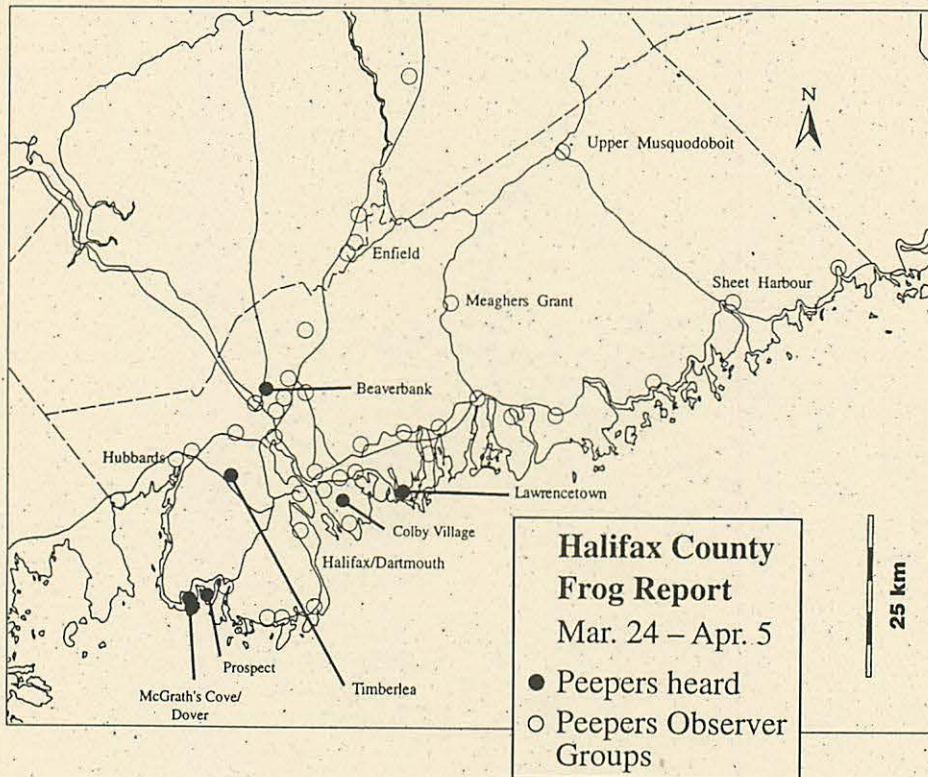 N
Upper Musquodoboit
Enfield
Sheet Harbour
Meaghers Grant
Beaverbank
Hubbards
Lawrencetown
Colby Village
Halifax/Dartmouth
Prospect
Timberlea
McGrath's Cove/
Dover
Halifax County
Frog Report
Mar. 24 – Apr. 5
Peepers heard
Peepers Observer
Groups
25 km